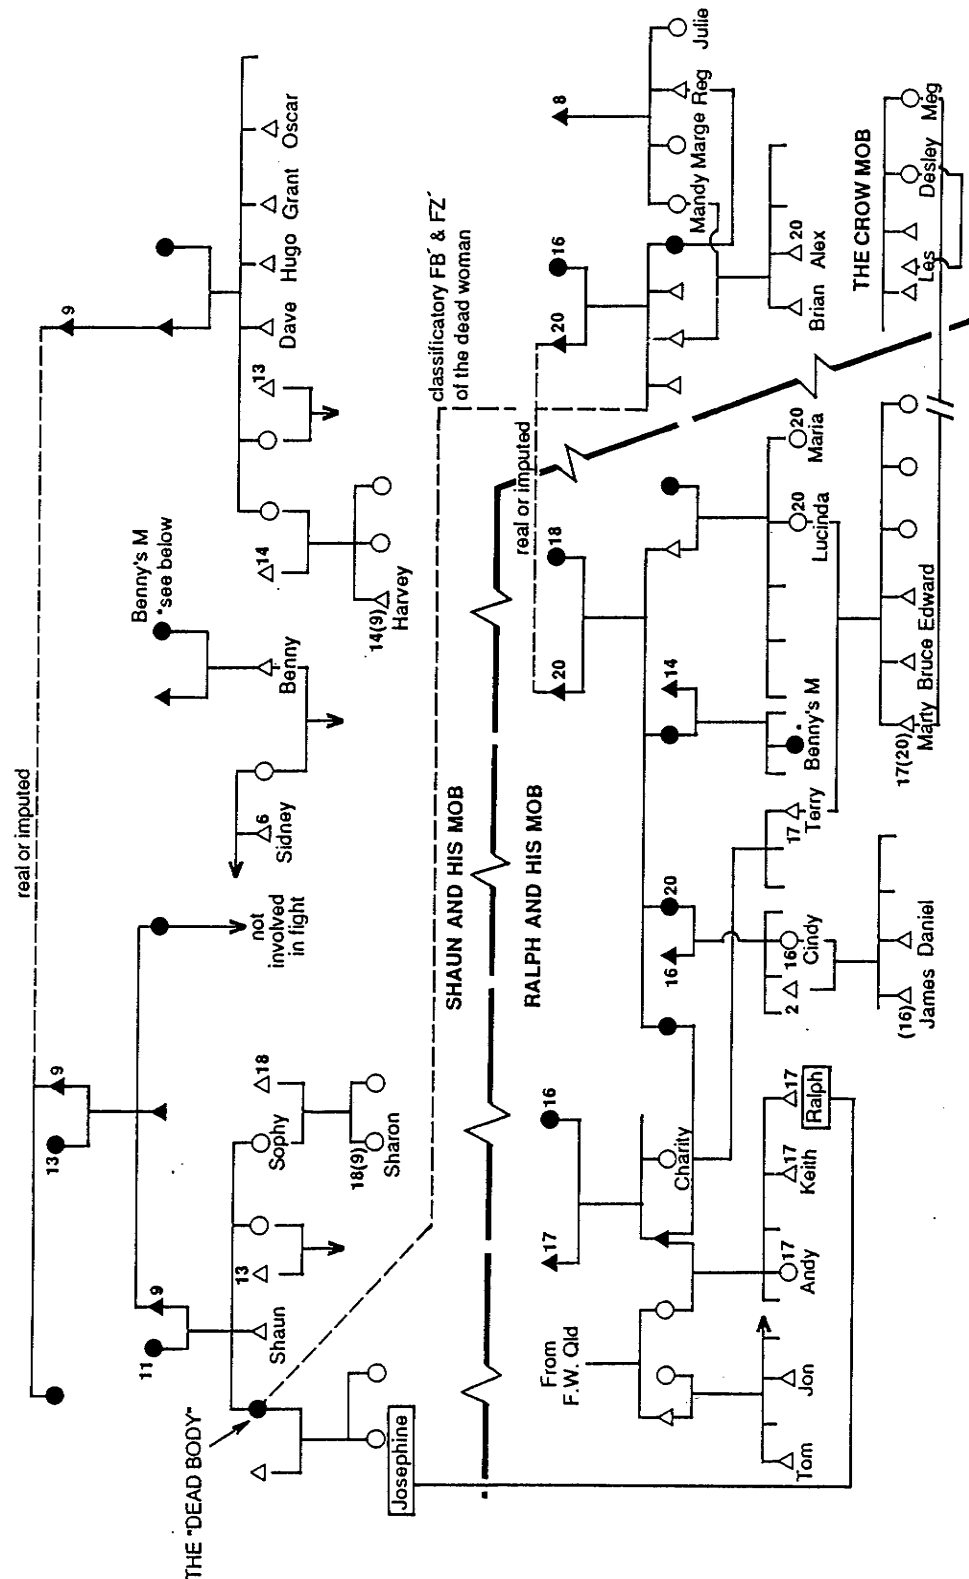 real or imputed
13
9
9
11
9
Benny's M
*see below
THE "DEAD BODY"
13
18
not
involved
in fight
6
14
13
Shaun
Sophy
Sidney
Benny
Dave Hugo Grant Oscar
18(9)
14(9)
Josephine
Sharon
Harvey
classificatory FB´ & FZ´
of the dead woman
SHAUN AND HIS MOB
real or imputed
RALPH AND HIS MOB
17
16
20
18
20
16
8
From
F.W. Qld
Charity
16
20
14
Mandy Marge Reg Julie
17
17
17
2
16
17
20
20
20
Tom
Jon
Andy
Keith
Ralph
Cindy
Terry
Benny's M *
Lucinda
Maria
Brian Alex
THE CROW MOB
(16)
17(20)
James Daniel
Marty Bruce Edward
Les
Desley Meg